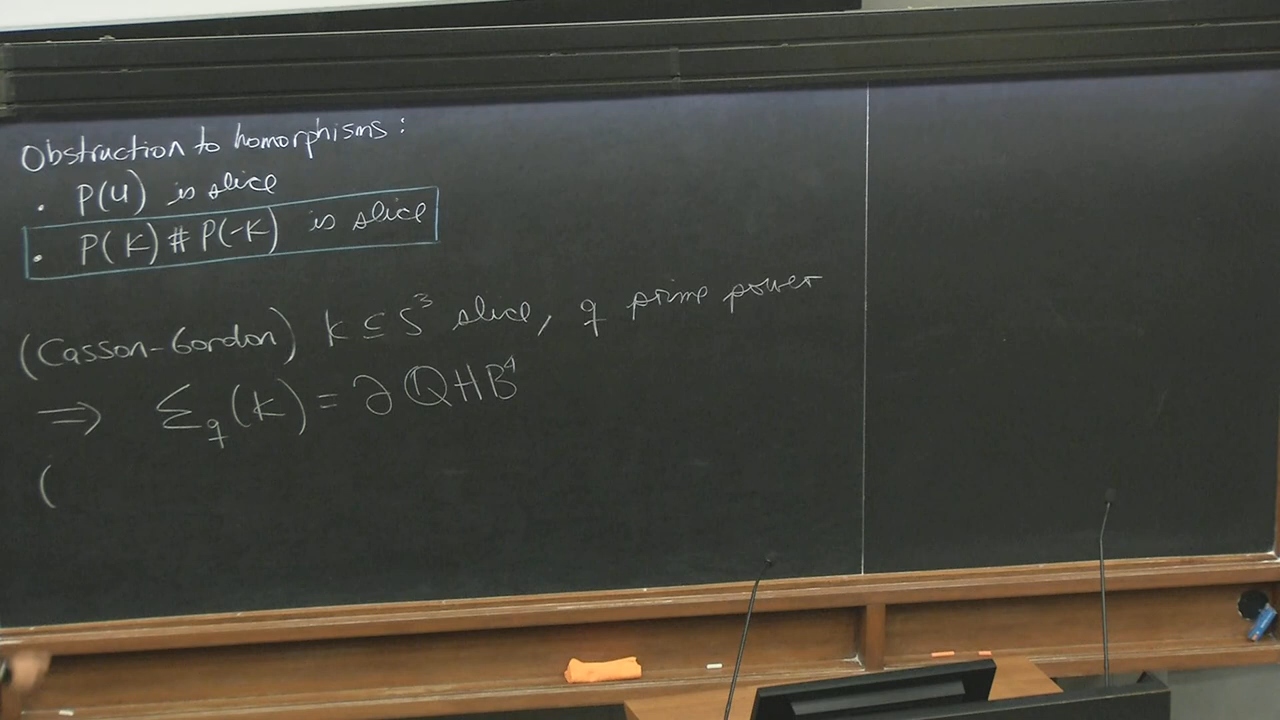 Obstruction to homorphisms:
• P(U) is slice
• P(K) # P(-K) is slice
(Casson-Gordon) K ⊆ S³ slice, q prime power
⇒ Σ_q(K) = ∂ QHB⁴
(